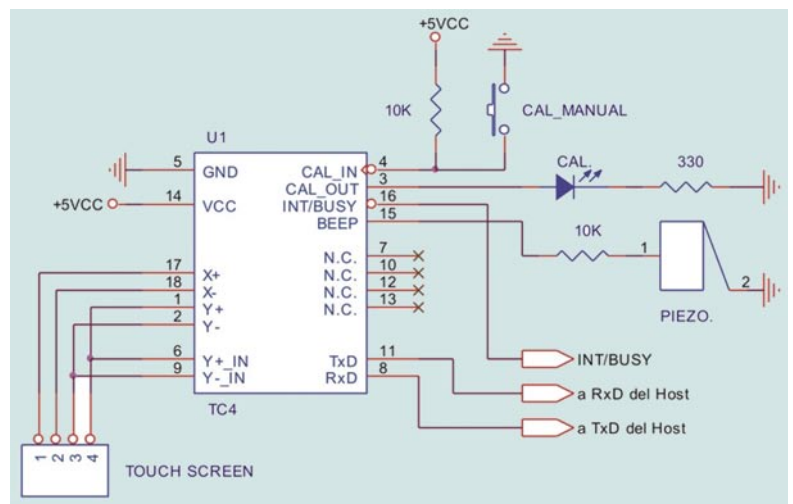 +5VCC
10K
CAL_MANUAL
U1
5
GND
CAL_IN
4
CAL_OUT
3
CAL.
330
+5VCC
14
VCC
INT/BUSY
16
BEEP
15
10K
1
2
PIEZO.
N.C.
7
N.C.
10
N.C.
12
N.C.
13
17
X+
18
X-
1
Y+
2
Y-
6
Y+_IN
9
Y-_IN
TxD
11
RxD
8
TC4
INT/BUSY
a RxD del Host
a TxD del Host
1
2
3
4
TOUCH SCREEN